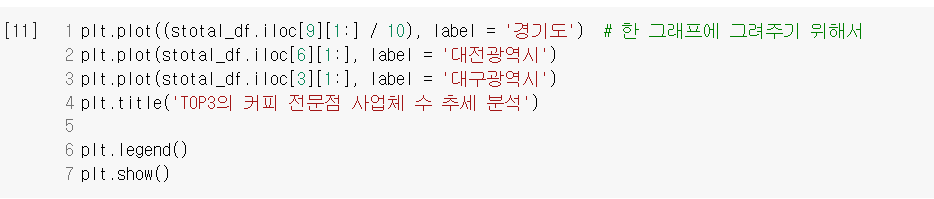 [11] 1 plt.plot((stotal_df.iloc[9][1:] / 10), label = '경기도')  # 한 그래프에 그려주기 위해서
2 plt.plot(stotal_df.iloc[6][1:], label = '대전광역시')
3 plt.plot(stotal_df.iloc[3][1:], label = '대구광역시')
4 plt.title('TOP3의 커피 전문점 사업체 수 추세 분석')
5
6 plt.legend()
7 plt.show()